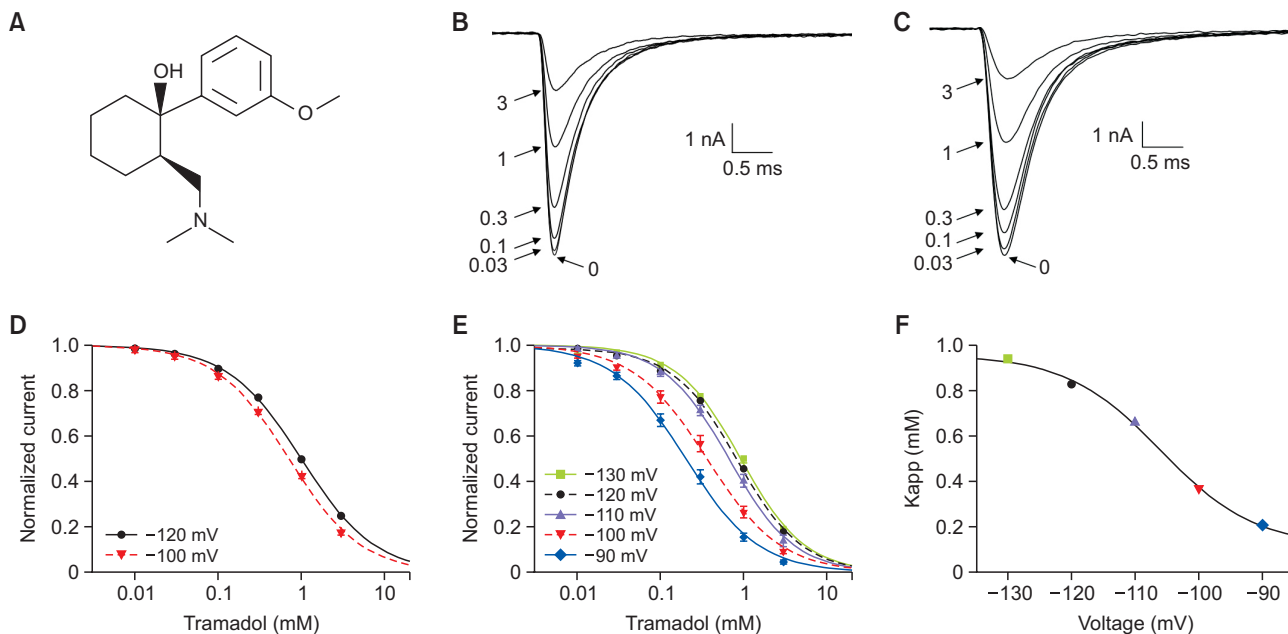 A
OH
O
N
B
3
1
0.3
0.1
0.03
0
1 nA
0.5 ms
C
3
1
0.3
0.1
0.03
0
1 nA
0.5 ms
D
Normalized current
1.0
0.8
0.6
0.4
0.2
0
−120 mV
−100 mV
0.01 0.1 1 10
Tramadol (mM)
E
Normalized current
1.0
0.8
0.6
0.4
0.2
0
−130 mV
−120 mV
−110 mV
−100 mV
−90 mV
0.01 0.1 1 10
Tramadol (mM)
F
Kapp (mM)
1.0
0.8
0.6
0.4
0.2
0
−130 −120 −110 −100 −90
Voltage (mV)